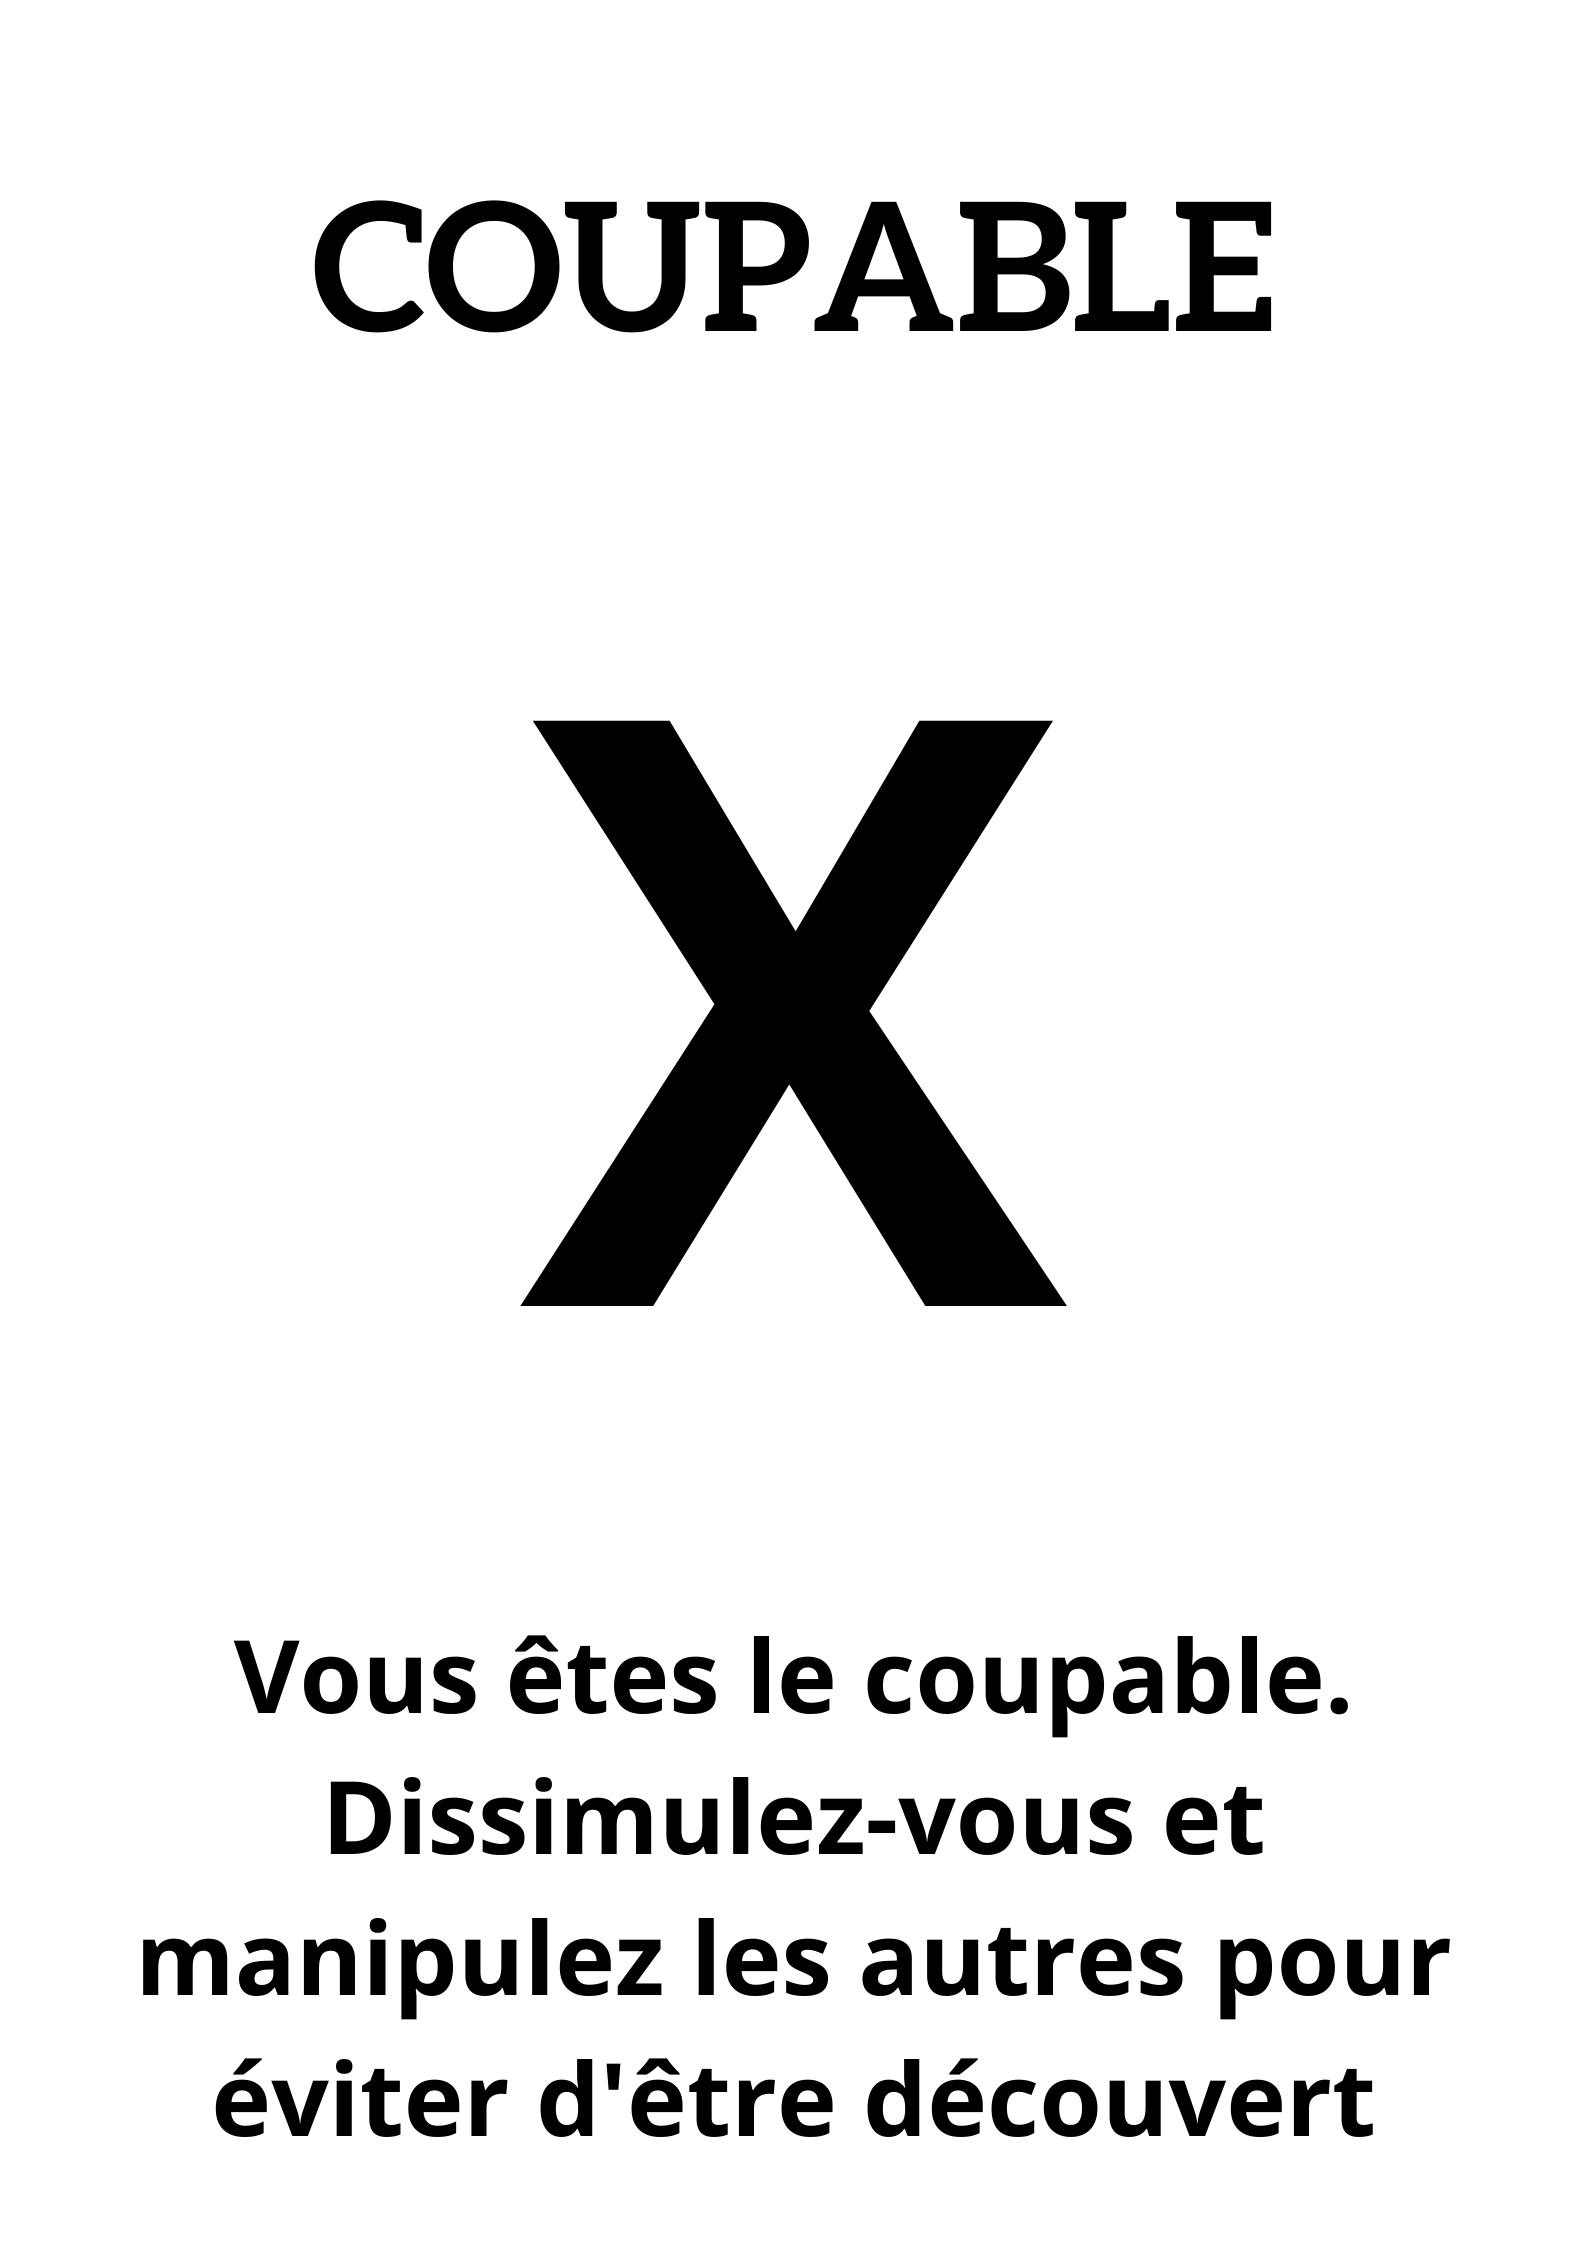 COUPABLE
X
Vous êtes le coupable.
Dissimulez-vous et
manipulez les autres pour
éviter d'être découvert